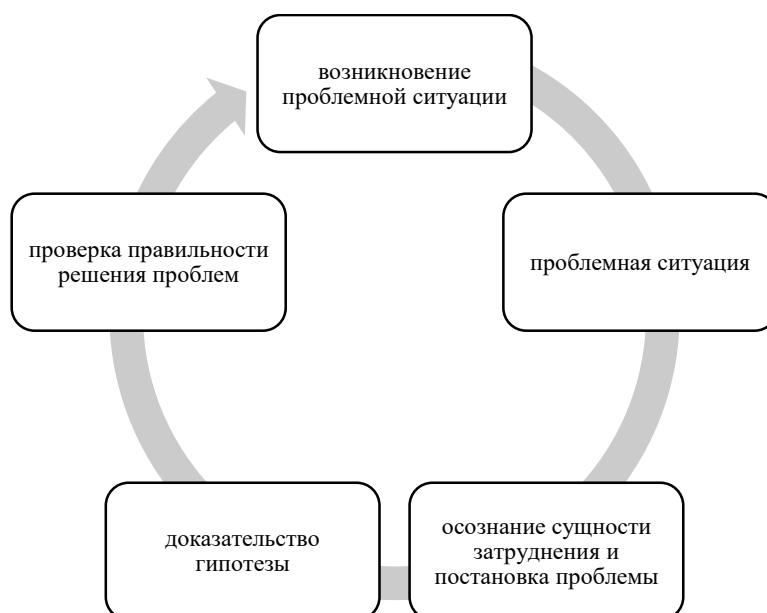 возникновение
проблемной ситуации
проблемная ситуация
осознание сущности
затруднения и
постановка проблемы
доказательство
гипотезы
проверка правильности
решения проблем